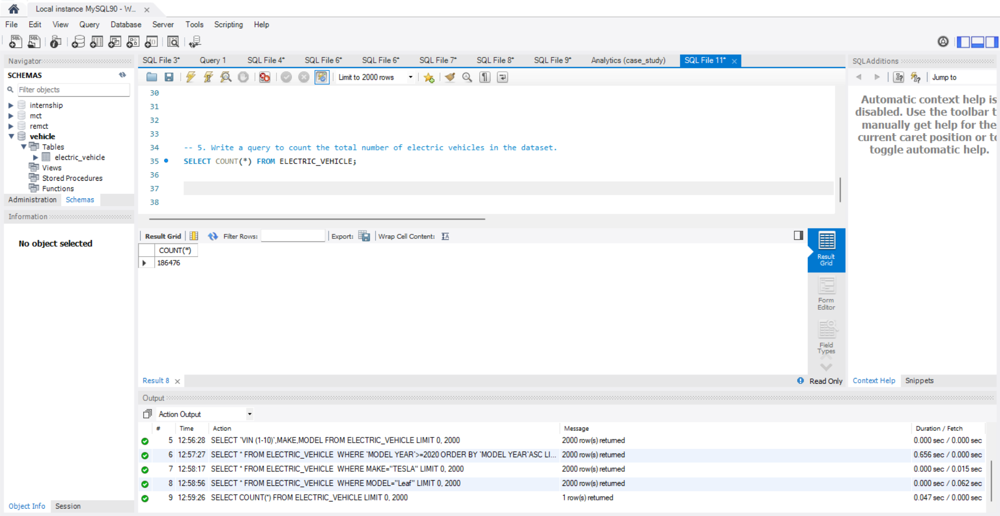 Local instance MySQL90 - W...
File Edit View Query Database Server Tools Scripting Help
Navigator
SCHEMAS
Filter objects
internship
mct
remct
vehicle
Tables
electric_vehicle
Views
Stored Procedures
Functions
Administration Schemas
Information
No object selected
Object Info Session
SQL File 3* Query 1 SQL File 4* SQL File 6* SQL File 6* SQL File 7* SQL File 8* SQL File 9* Analytics (case_study) SQL File 11*
Limit to 2000 rows
30
31
32
33
34 -- 5. Write a query to count the total number of electric vehicles in the dataset.
35 SELECT COUNT(*) FROM ELECTRIC_VEHICLE;
36
37
38
Result Grid Filter Rows: Export: Wrap Cell Content:
COUNT(*)
186476
Result
Grid
Form
Editor
Field
Types
Result 8 Read Only
SQLAdditions
Jump to
Automatic context help is
disabled. Use the toolbar t
manually get help for the
current caret position or to
toggle automatic help.
Context Help Snippets
Output
Action Output
# Time Action Message Duration / Fetch
5 12:56:28 SELECT `VIN (1-10)`,MAKE,MODEL FROM ELECTRIC_VEHICLE LIMIT 0, 2000 2000 row(s) returned 0.000 sec / 0.000 sec
6 12:57:27 SELECT * FROM ELECTRIC_VEHICLE WHERE `MODEL YEAR`>=2020 ORDER BY `MODEL YEAR`ASC LI... 2000 row(s) returned 0.656 sec / 0.000 sec
7 12:58:17 SELECT * FROM ELECTRIC_VEHICLE WHERE MAKE="TESLA" LIMIT 0, 2000 2000 row(s) returned 0.000 sec / 0.015 sec
8 12:58:56 SELECT * FROM ELECTRIC_VEHICLE WHERE MODEL="Leaf" LIMIT 0, 2000 2000 row(s) returned 0.000 sec / 0.062 sec
9 12:59:26 SELECT COUNT(*) FROM ELECTRIC_VEHICLE LIMIT 0, 2000 1 row(s) returned 0.047 sec / 0.000 sec